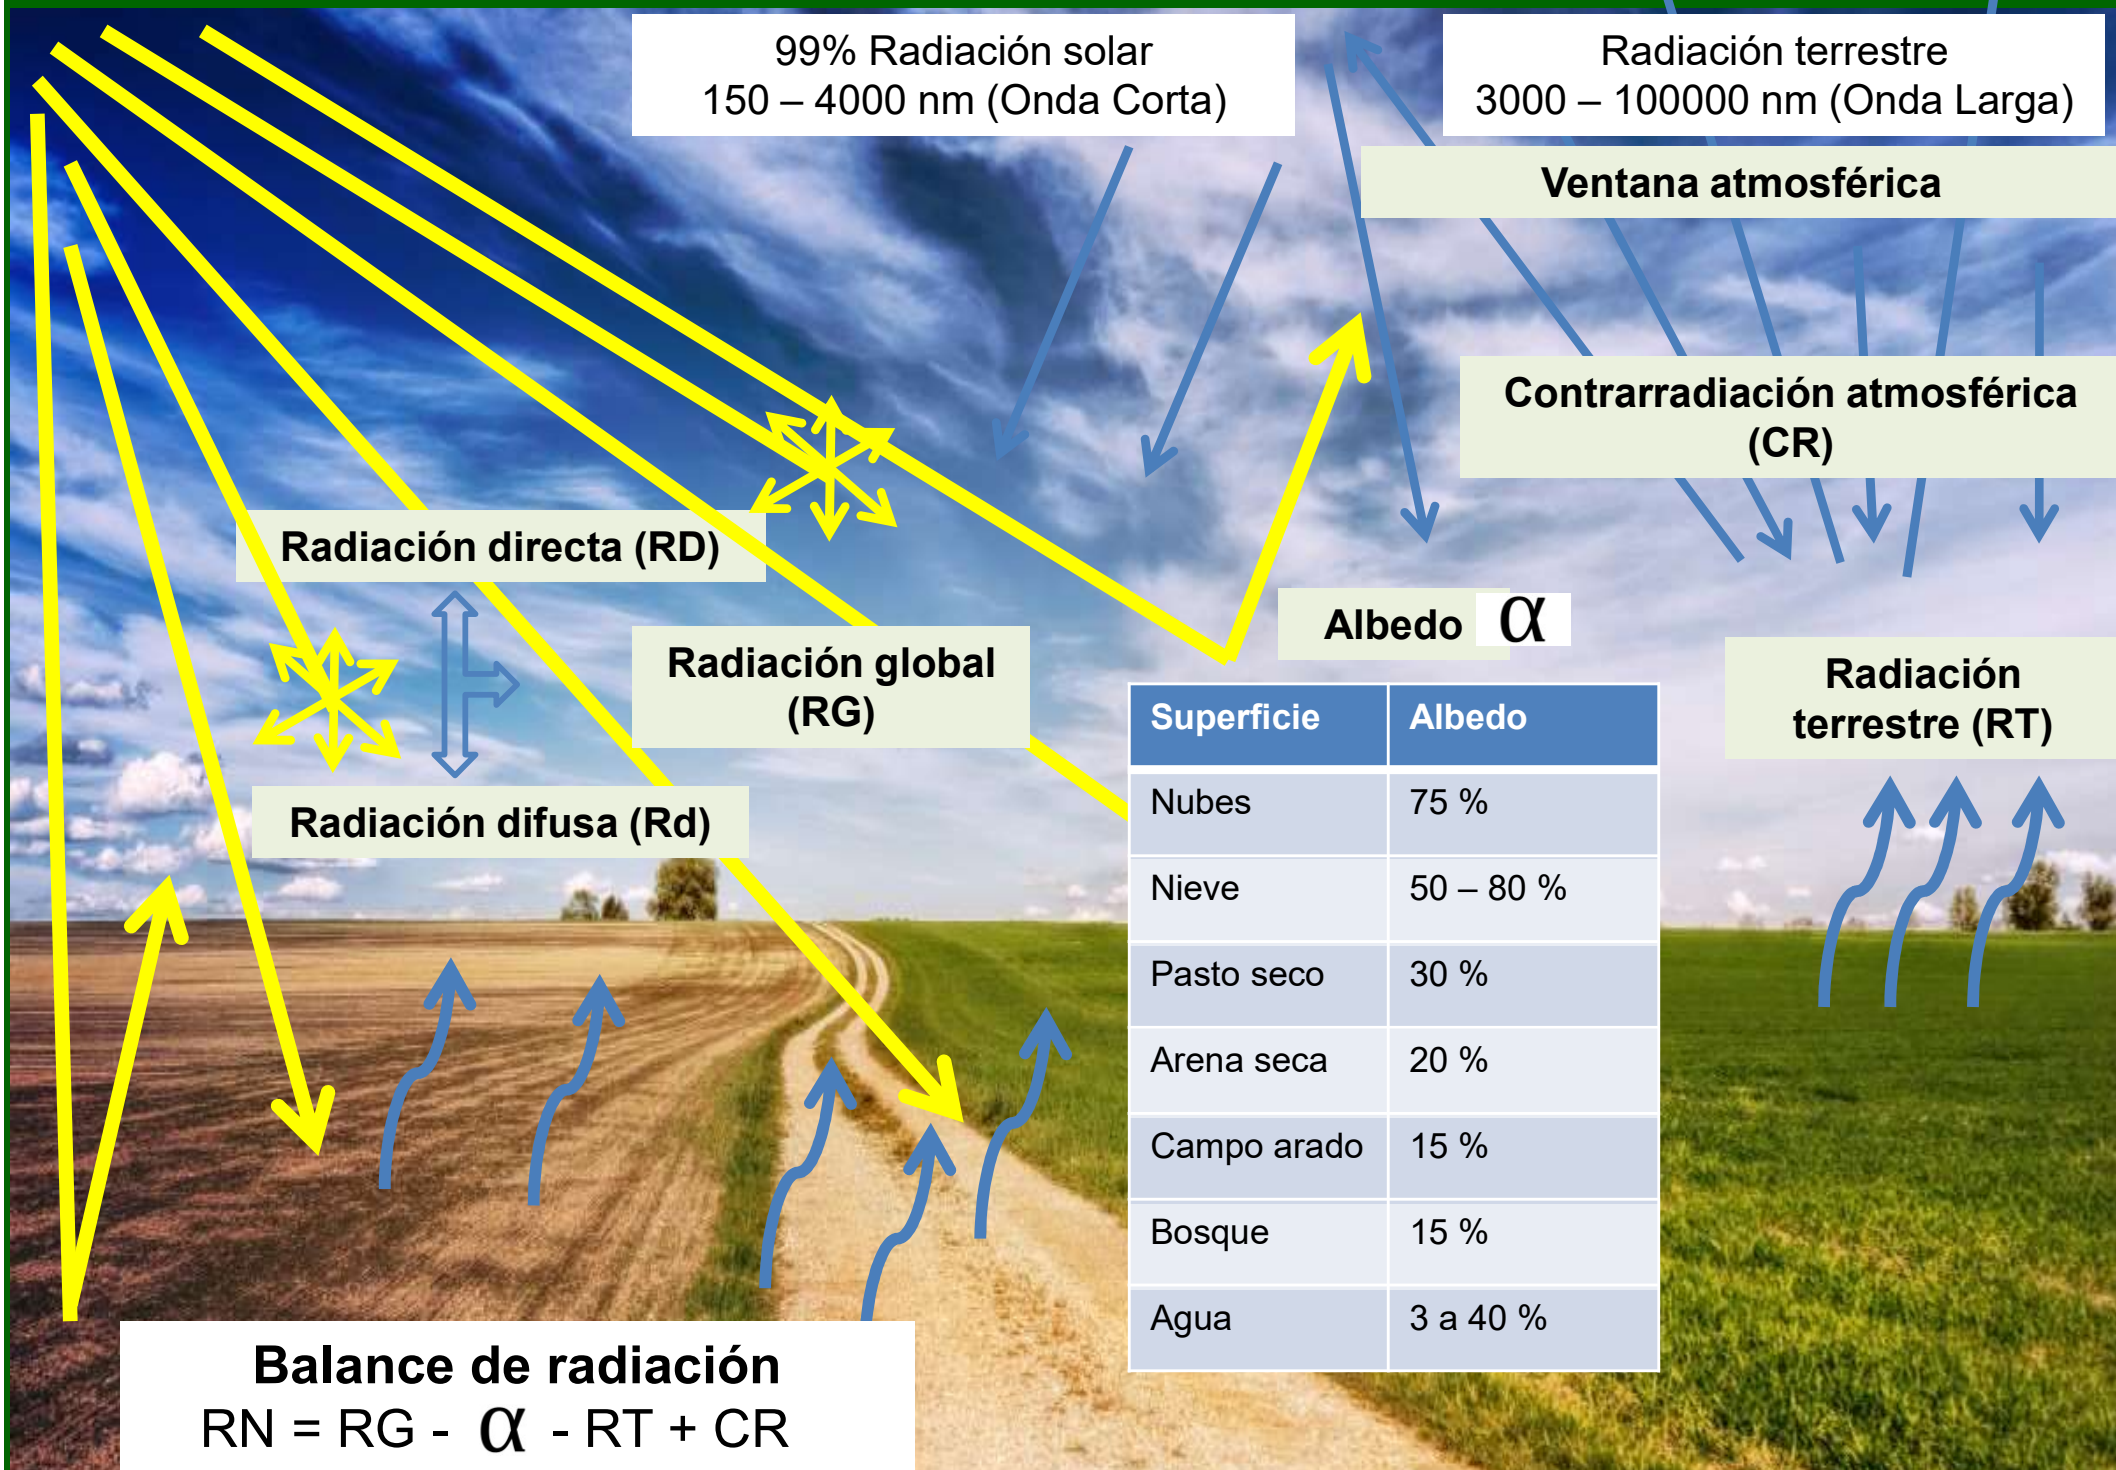 99% Radiación solar
150 – 4000 nm (Onda Corta)
Radiación terrestre
3000 – 100000 nm (Onda Larga)
Ventana atmosférica
Contrarradiación atmosférica
(CR)
Radiación directa (RD)
Radiación global
(RG)
Radiación difusa (Rd)
Albedo α
Radiación
terrestre (RT)
Superficie Albedo
Nubes 75 %
Nieve 50 – 80 %
Pasto seco 30 %
Arena seca 20 %
Campo arado 15 %
Bosque 15 %
Agua 3 a 40 %
Balance de radiación
RN = RG - α - RT + CR